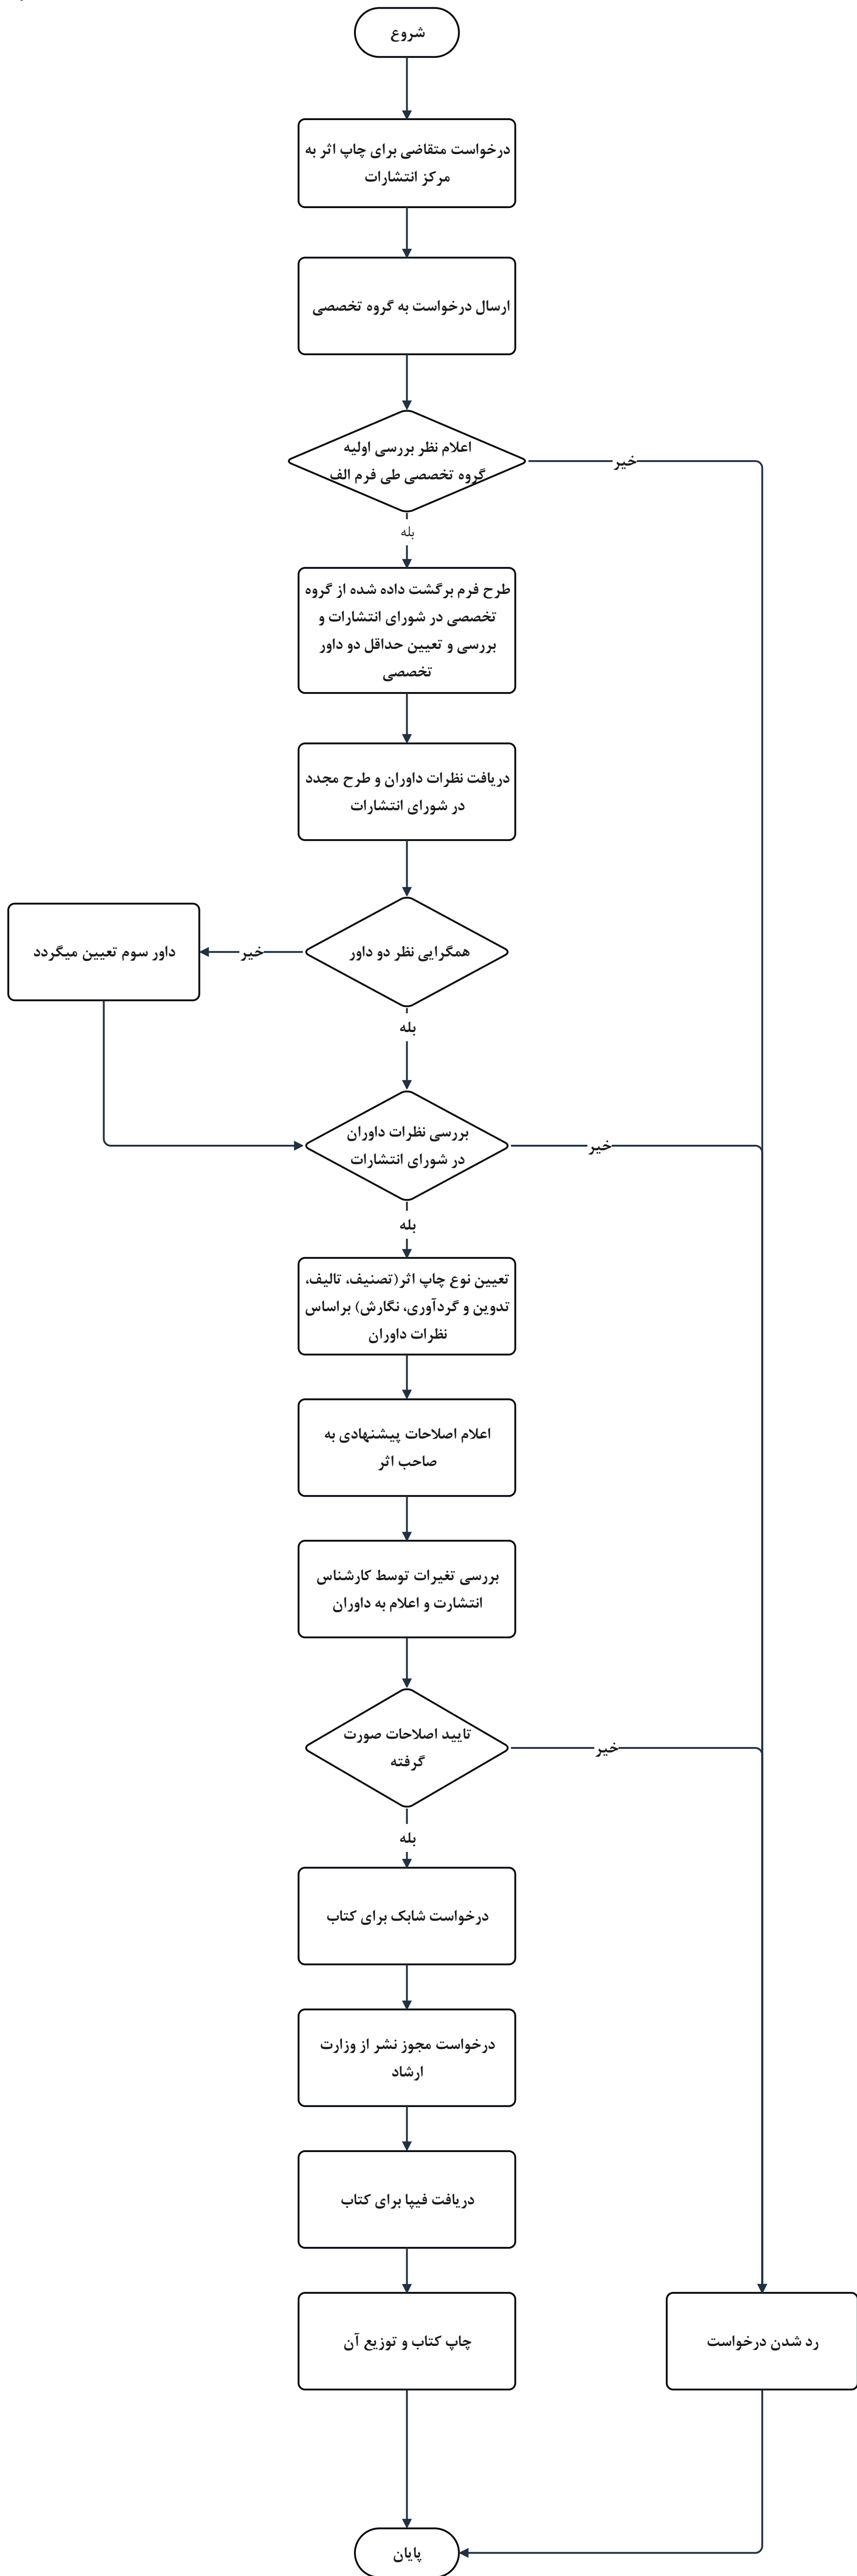 شروع
درخواست متقاضی برای چاپ اثر به
مرکز انتشارات
ارسال درخواست به گروه تخصصی
اعلام نظر بررسی اولیه
گروه تخصصی طی فرم الف
خیر
بله
طرح فرم برگشت داده شده از گروه
تخصصی در شورای انتشارات و
بررسی و تعیین حداقل دو داور
تخصصی
دریافت نظرات داوران و طرح مجدد
در شورای انتشارات
همگرایی نظر دو داور
خیر
داور سوم تعیین میگردد
بله
بررسی نظرات داوران
در شورای انتشارات
خیر
بله
تعیین نوع چاپ اثر(تصنیف، تالیف،
تدوین و گردآوری، نگارش) براساس
نظرات داوران
اعلام اصلاحات پیشنهادی به
صاحب اثر
بررسی تغیرات توسط کارشناس
انتشارت و اعلام به داوران
تایید اصلاحات صورت
گرفته
خیر
بله
درخواست شابک برای کتاب
درخواست مجوز نشر از وزارت
ارشاد
دریافت فیپا برای کتاب
چاپ کتاب و توزیع آن
رد شدن درخواست
پایان